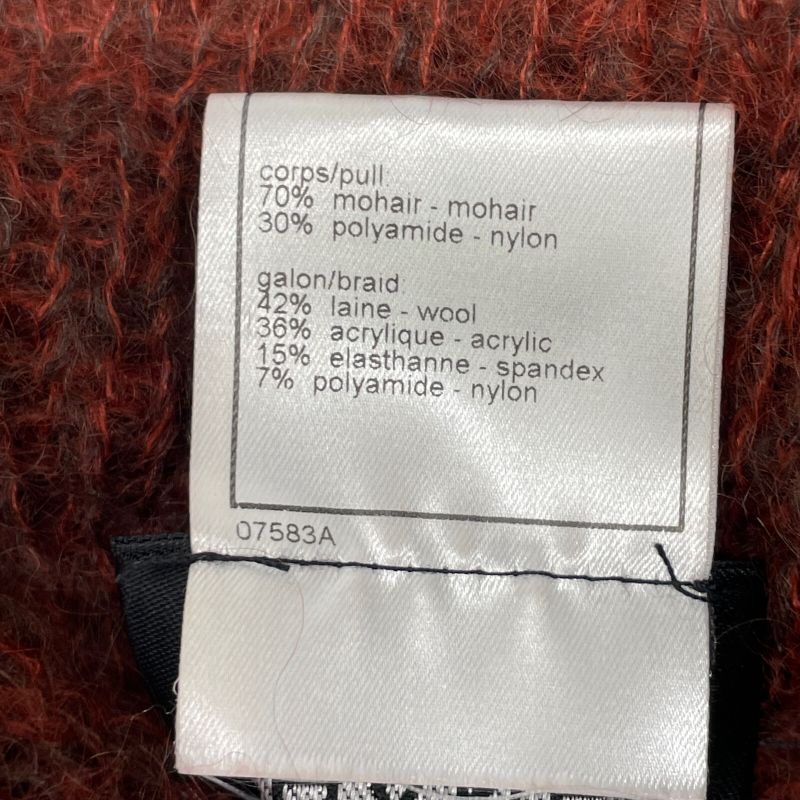 corps/pull
70% mohair - mohair
30% polyamide - nylon
galon/braid
42% laine - wool
36% acrylique - acrylic
15% elasthanne - spandex
7% polyamide - nylon
07583A